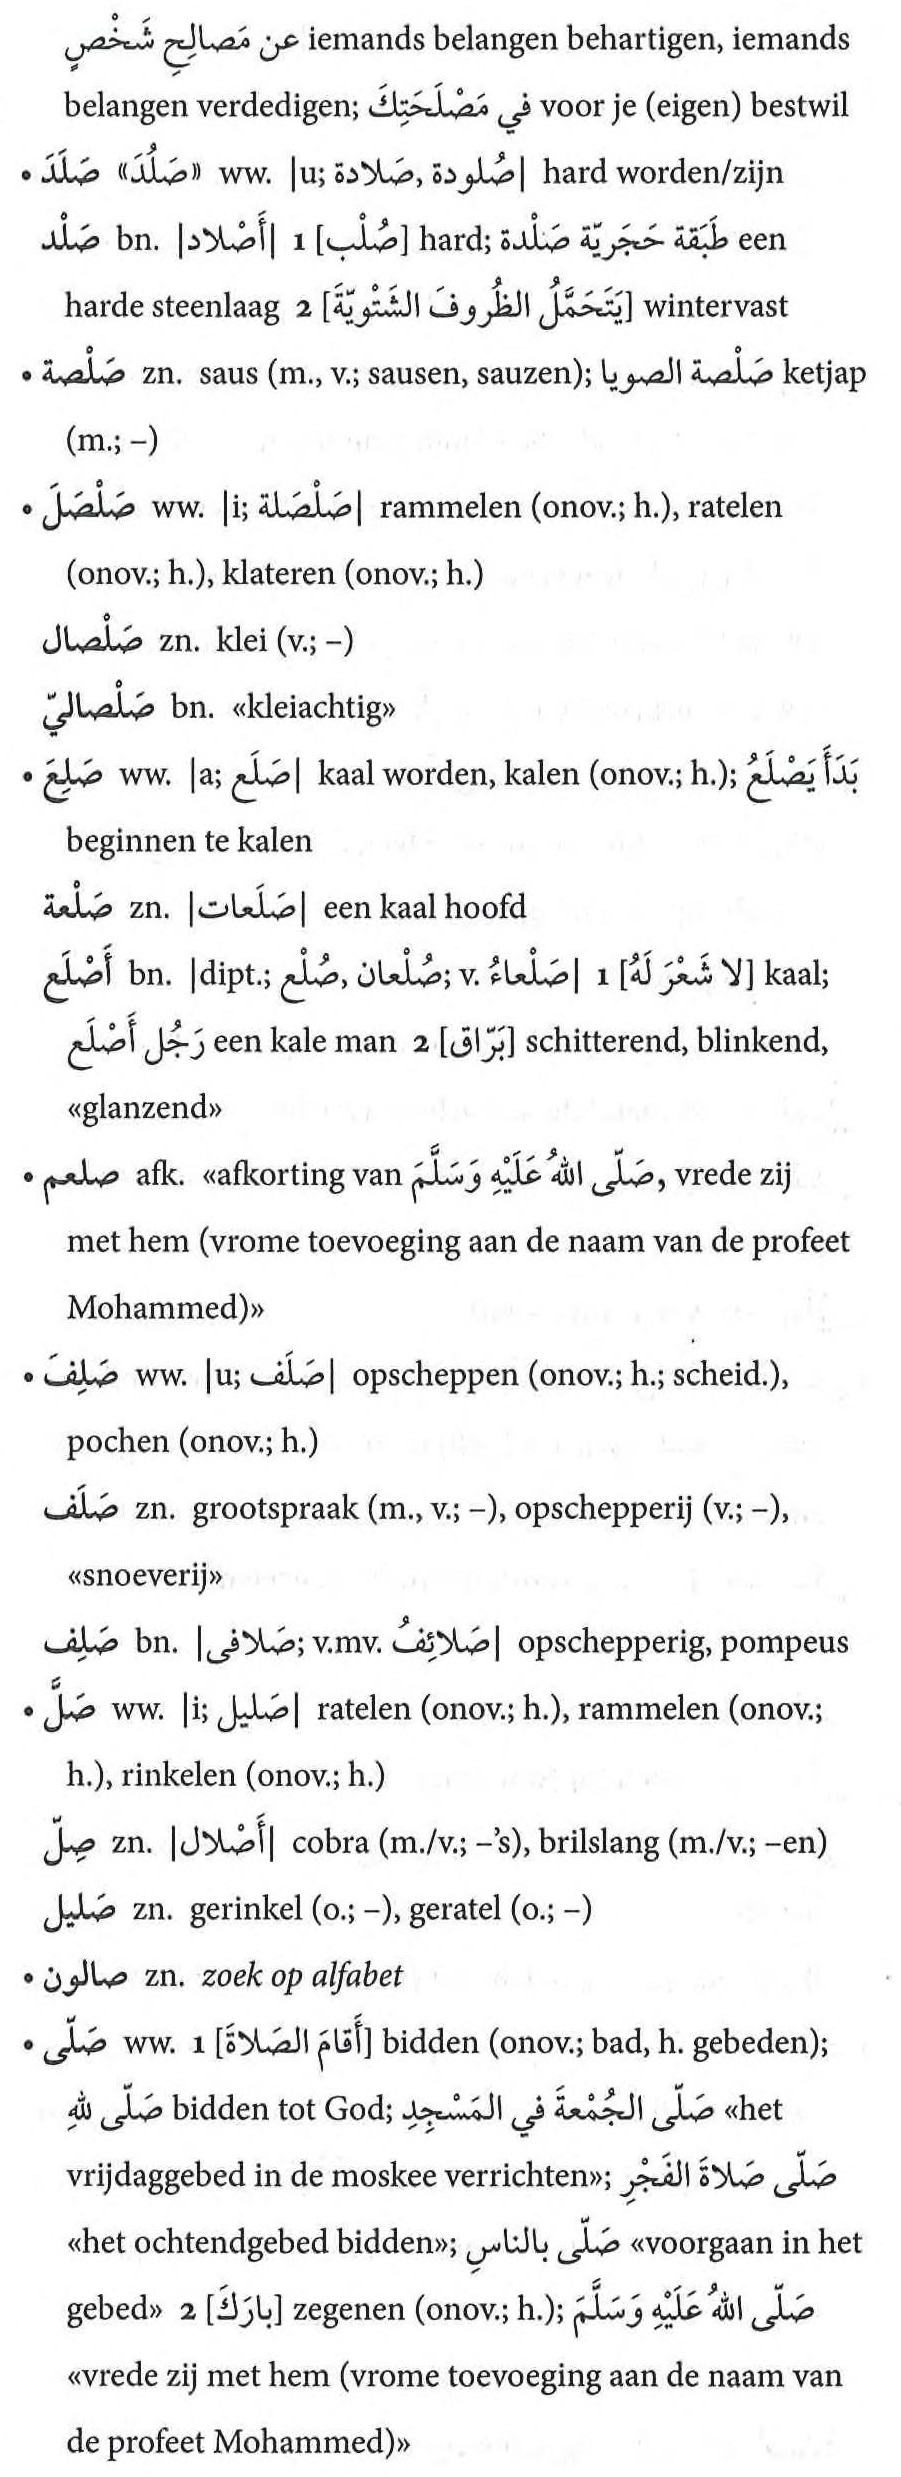 عن مَصالِحِ شَخْصٍ iemands belangen behartigen, iemands
belangen verdedigen; في مَصْلَحَتِكَ voor je (eigen) bestwil
• صَلَدَ «صَلُدَ» ww. |u; صُلودة, صَلادة| hard worden/zijn
صَلْد bn. |أَصْلاد| 1 [صُلْب] hard; طَبَقة حَجَريّة صَلْدة een
harde steenlaag 2 [يَتَحَمَّلُ الظُروفَ الشَتْويّةَ] wintervast
• صَلْصة zn. saus (m., v.; sausen, sauzen); صَلْصة الصويا ketjap
(m.; –)
• صَلْصَلَ ww. |i; صَلْصَلة| rammelen (onov.; h.), ratelen
(onov.; h.), klateren (onov.; h.)
صَلْصال zn. klei (v.; –)
صَلْصاليّ bn. «kleiachtig»
• صَلِعَ ww. |a; صَلَع| kaal worden, kalen (onov.; h.); بَدَأَ يَصْلَعُ
beginnen te kalen
صَلْعة zn. |صَلَعات| een kaal hoofd
أَصْلَع bn. |dipt.; صُلْعان ,صُلْع; v. صَلْعاءُ| 1 [لا شَعْرَ لَهُ] kaal;
رَجُل أَصْلَع een kale man 2 [بَرّاق] schitterend, blinkend,
«glanzend»
• صلعم afk. «afkorting van صَلّى اللهُ عَلَيْهِ وَسَلَّمَ, vrede zij
met hem (vrome toevoeging aan de naam van de profeet
Mohammed)»
• صَلِفَ ww. |u; صَلَف| opscheppen (onov.; h.; scheid.),
pochen (onov.; h.)
صَلَف zn. grootspraak (m., v.; –), opschepperij (v.; –),
«snoeverij»
صَلِف bn. |صَلافى; v.mv. صَلائِفُ| opschepperig, pompeus
• صَلَّ ww. |i; صَليل| ratelen (onov.; h.), rammelen (onov.;
h.), rinkelen (onov.; h.)
صِلّ zn. |أَصْلال| cobra (m./v.; –’s), brilslang (m./v.; –en)
صَليل zn. gerinkel (o.; –), geratel (o.; –)
• صالون zn. zoek op alfabet
• صَلّى ww. 1 [أَقامَ الصَلاةَ] bidden (onov.; bad, h. gebeden);
صَلّى لِلّٰهِ bidden tot God; صَلّى الجُمْعةَ في المَسْجِدِ «het
vrijdaggebed in de moskee verrichten»; صَلّى صَلاةَ الفَجْرِ
«het ochtendgebed bidden»; صَلّى بالناسِ «voorgaan in het
gebed» 2 [بارَكَ] zegenen (onov.; h.); صَلّى اللهُ عَلَيْهِ وَسَلَّمَ
«vrede zij met hem (vrome toevoeging aan de naam van
de profeet Mohammed)»